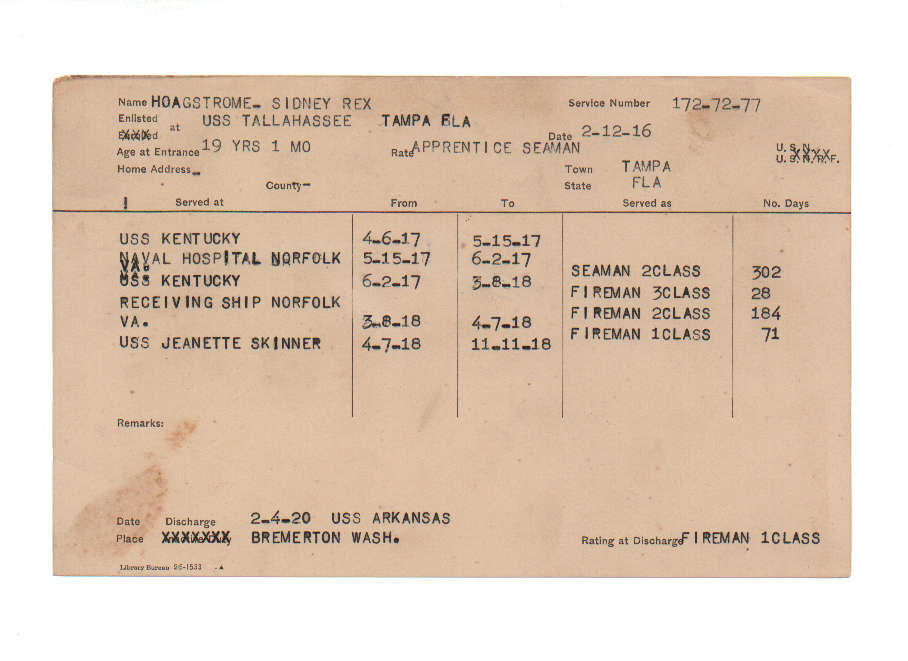 Name HOAGSTROME- SIDNEY REX Service Number 172-72-77
Enlisted at USS TALLAHASSEE TAMPA FLA Date 2-12-16
Age at Entrance 19 YRS 1 MO Rate APPRENTICE SEAMAN U.S.N.
U.S.N.R.F.
Home Address- Town TAMPA
County- State FLA
Served at From To Served as No. Days
USS KENTUCKY 4-6-17 5-15-17
NAVAL HOSPITAL NORFOLK 5-15-17 6-2-17
VA. SEAMAN 2CLASS 302
USS KENTUCKY 6-2-17 3-8-18 FIREMAN 3CLASS 28
RECEIVING SHIP NORFOLK FIREMAN 2CLASS 184
VA. 3-8-18 4-7-18 FIREMAN 1CLASS 71
USS JEANETTE SKINNER 4-7-18 11-11-18
Remarks:
Date Discharge 2-4-20 USS ARKANSAS
Place XXXXXXX BREMERTON WASH. Rating at Discharge FIREMAN 1CLASS
Library Bureau 96-1533